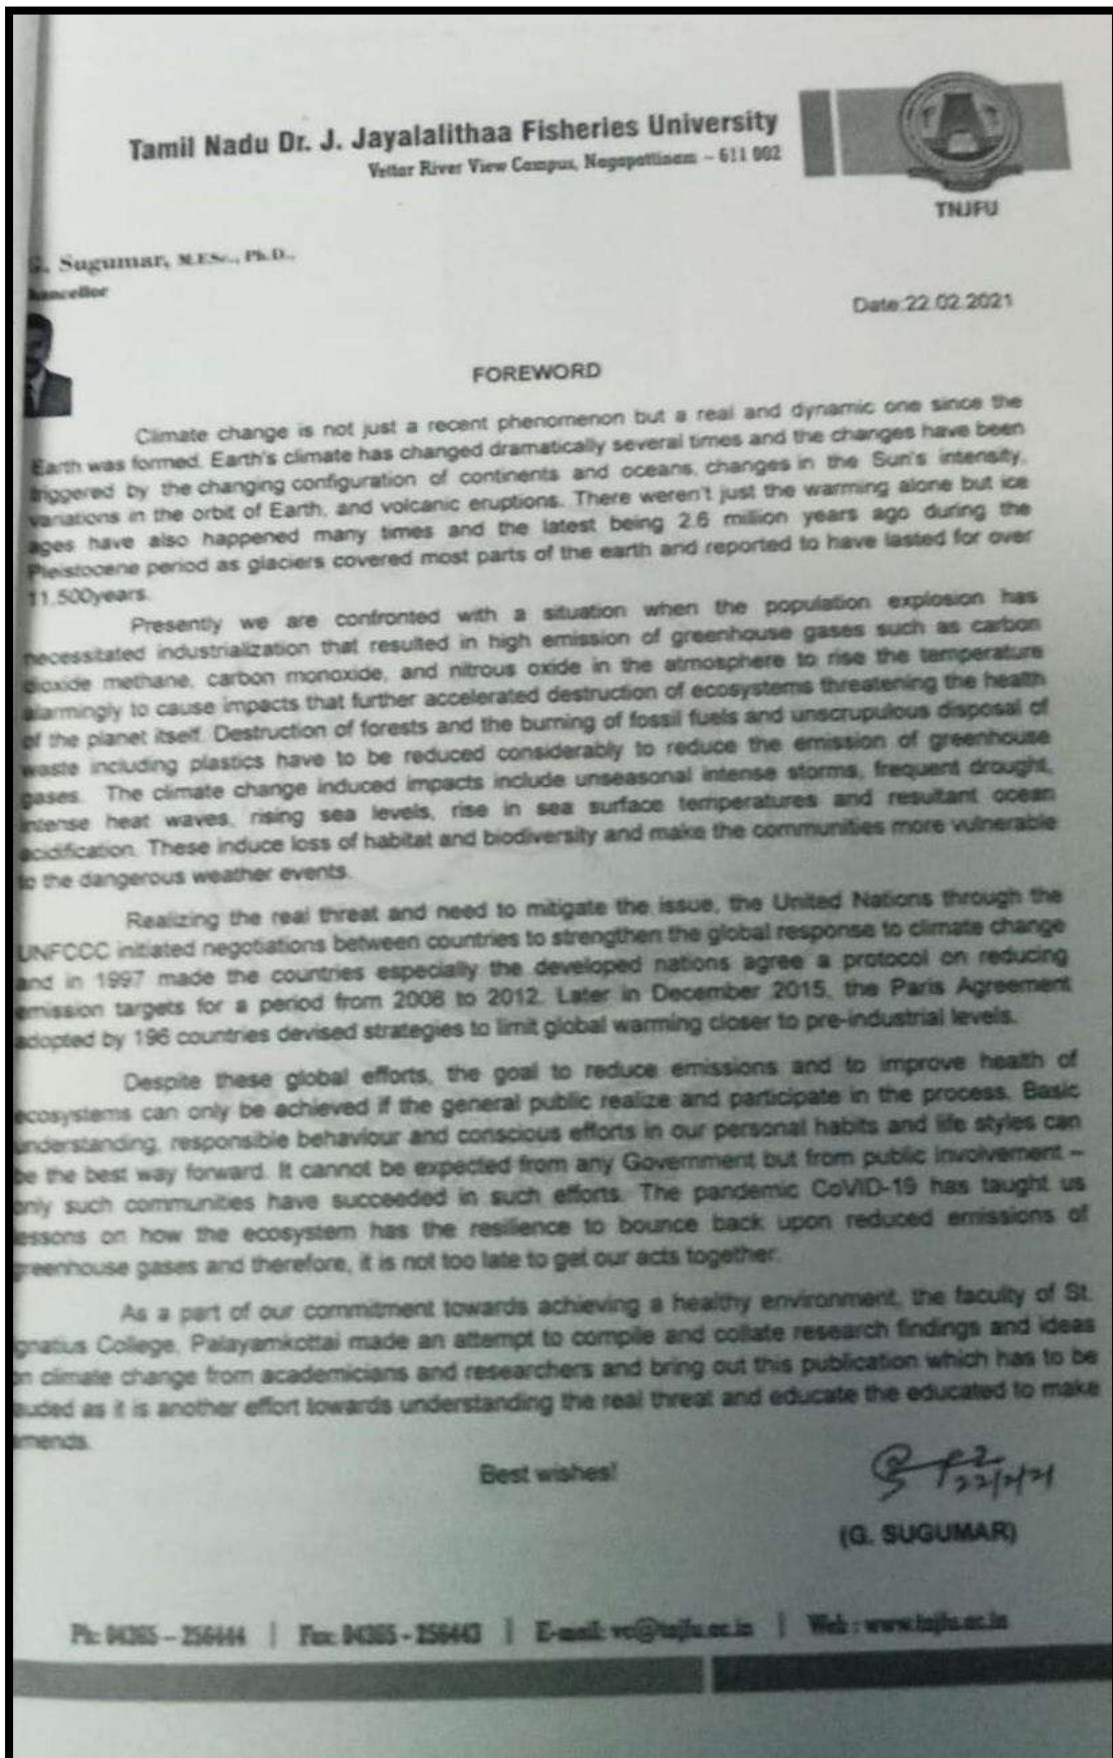 Tamil Nadu Dr. J. Jayalalithaa Fisheries University
Vettar River View Campus, Nagapattinam – 611 002
TNJFU
G. Sugumar, M.F.Sc., Ph.D.,
hancellor
Date:22.02.2021
FOREWORD
Climate change is not just a recent phenomenon but a real and dynamic one since the
Earth was formed. Earth's climate has changed dramatically several times and the changes have been
triggered by the changing configuration of continents and oceans, changes in the Sun's intensity,
variations in the orbit of Earth, and volcanic eruptions. There weren't just the warming alone but ice
ages have also happened many times and the latest being 2.6 million years ago during the
Pleistocene period as glaciers covered most parts of the earth and reported to have lasted for over
11,500years.
Presently we are confronted with a situation when the population explosion has
necessitated industrialization that resulted in high emission of greenhouse gases such as carbon
dioxide methane, carbon monoxide, and nitrous oxide in the atmosphere to rise the temperature
alarmingly to cause impacts that further accelerated destruction of ecosystems threatening the health
of the planet itself. Destruction of forests and the burning of fossil fuels and unscrupulous disposal of
waste including plastics have to be reduced considerably to reduce the emission of greenhouse
gases. The climate change induced impacts include unseasonal intense storms, frequent drought,
intense heat waves, rising sea levels, rise in sea surface temperatures and resultant ocean
acidification. These induce loss of habitat and biodiversity and make the communities more vulnerable
to the dangerous weather events.
Realizing the real threat and need to mitigate the issue, the United Nations through the
UNFCCC initiated negotiations between countries to strengthen the global response to climate change
and in 1997 made the countries especially the developed nations agree a protocol on reducing
emission targets for a period from 2008 to 2012. Later in December 2015, the Paris Agreement
adopted by 196 countries devised strategies to limit global warming closer to pre-industrial levels.
Despite these global efforts, the goal to reduce emissions and to improve health of
ecosystems can only be achieved if the general public realize and participate in the process. Basic
understanding, responsible behaviour and conscious efforts in our personal habits and life styles can
be the best way forward. It cannot be expected from any Government but from public involvement –
only such communities have succeeded in such efforts. The pandemic CoVID-19 has taught us
lessons on how the ecosystem has the resilience to bounce back upon reduced emissions of
greenhouse gases and therefore, it is not too late to get our acts together.
As a part of our commitment towards achieving a healthy environment, the faculty of St.
gnatius College, Palayamkottai made an attempt to compile and collate research findings and ideas
on climate change from academicians and researchers and bring out this publication which has to be
auded as it is another effort towards understanding the real threat and educate the educated to make
mends.
Best wishes!
22/2/21
(G. SUGUMAR)
Ph: 04365 – 256444 | Fax: 04365 - 256443 | E-mail: vc@tnjfu.ac.in | Web : www.tnjfu.ac.in